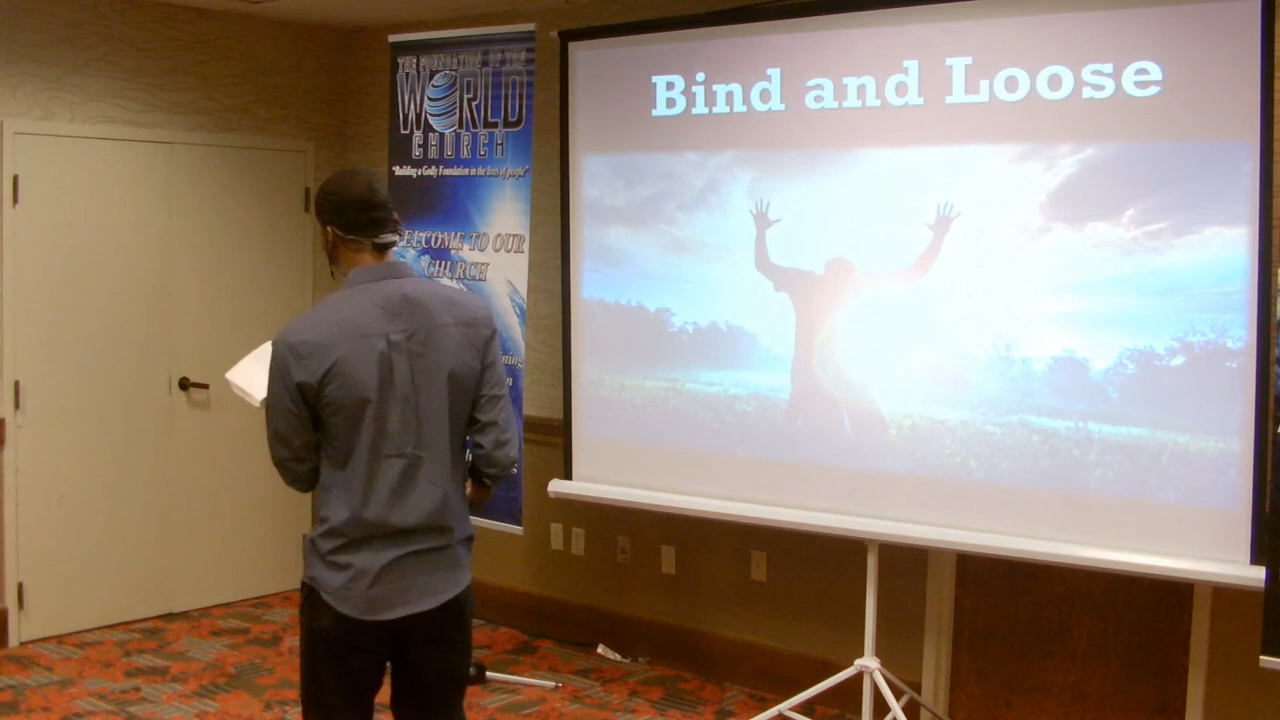 THE FOUNDATION OF THE
WORLD
CHURCH
"Building a Godly Foundation in the lives of people"
ELCOME TO OUR
CHURCH
Bind and Loose